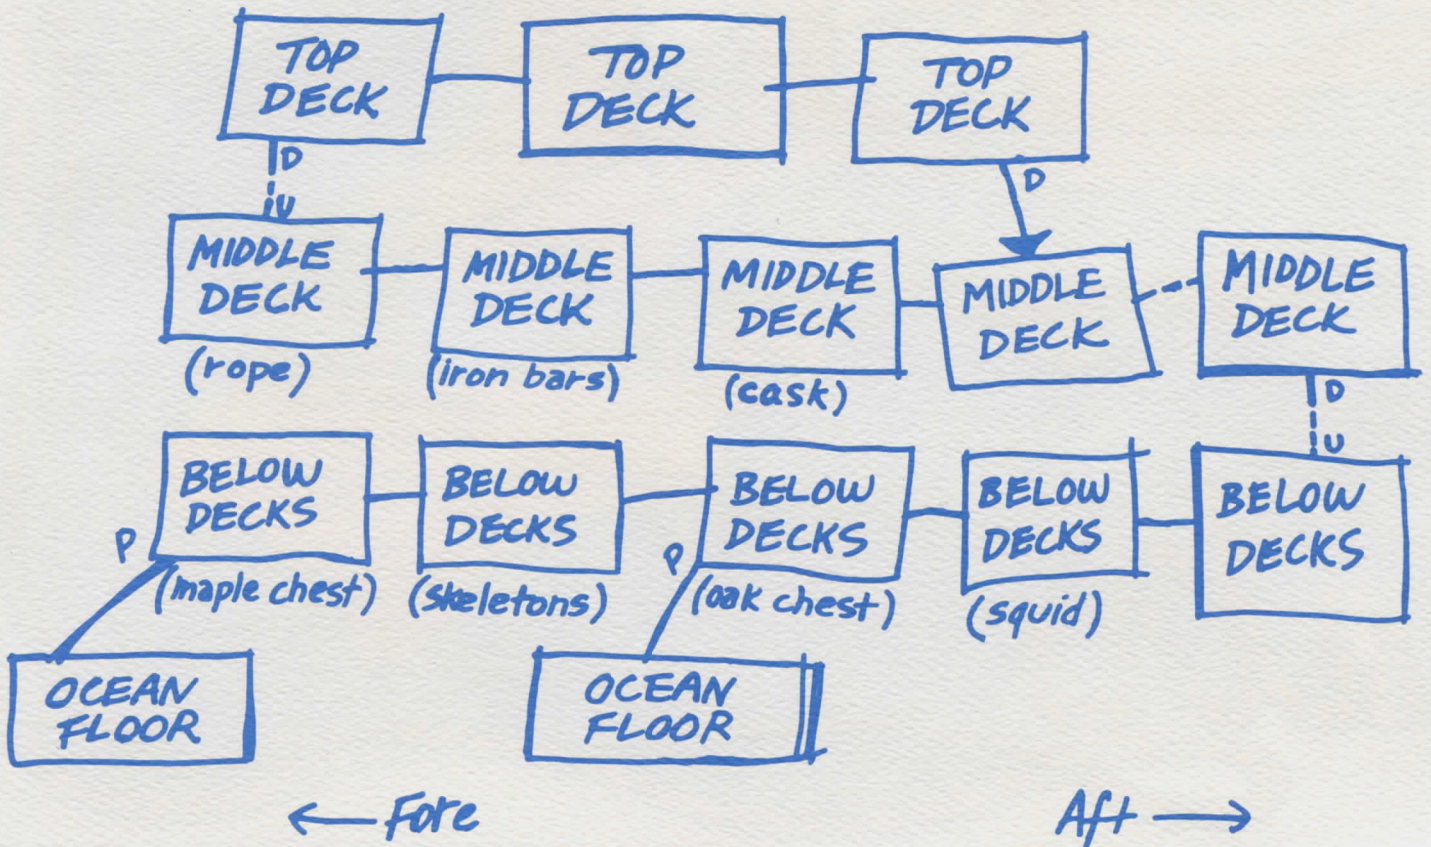 TOP
DECK
TOP
DECK
TOP
DECK
D
U
D
MIDDLE
DECK
(rope)
MIDDLE
DECK
(iron bars)
MIDDLE
DECK
(cask)
MIDDLE
DECK
MIDDLE
DECK
D
U
BELOW
DECKS
(maple chest)
BELOW
DECKS
(skeletons)
BELOW
DECKS
(oak chest)
BELOW
DECKS
(squid)
BELOW
DECKS
P
P
OCEAN
FLOOR
OCEAN
FLOOR
← Fore
Aft →